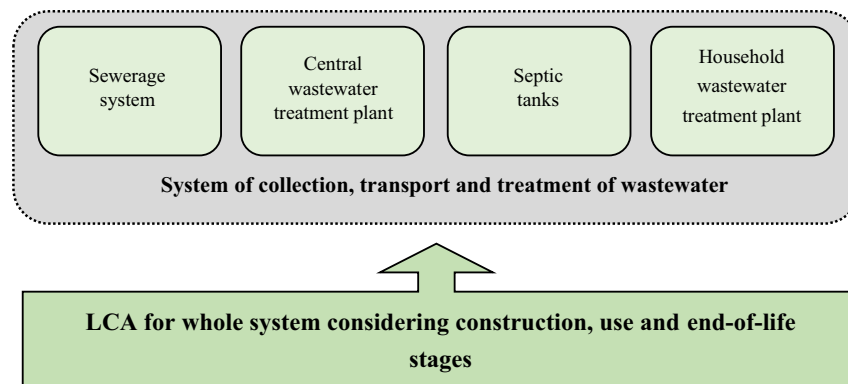 Sewerage
system
Central
wastewater
treatment plant
Septic
tanks
Household
wastewater
treatment plant
System of collection, transport and treatment of wastewater
LCA for whole system considering construction, use and end-of-life
stages